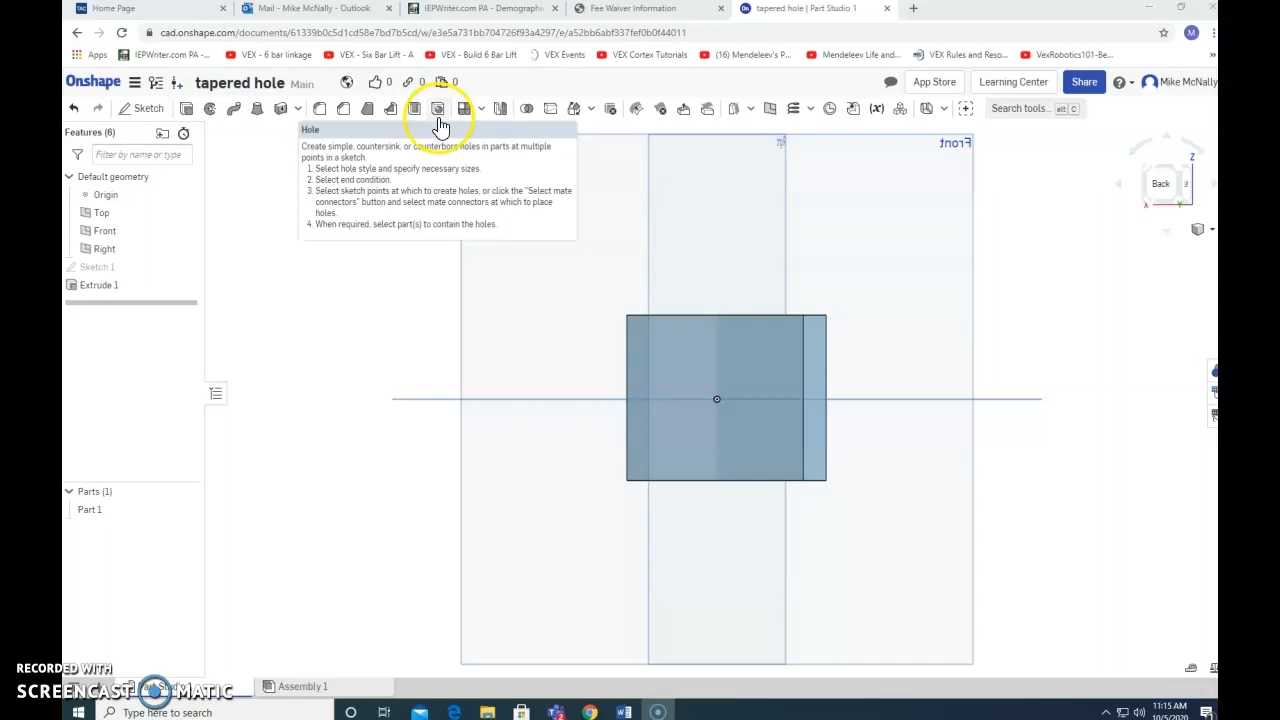 Home Page
Mail - Mike McNally - Outlook
IEPWriter.com PA - Demographic
Fee Waiver Information
tapered hole | Part Studio 1
cad.onshape.com/documents/61339b0c5d1cd58e7bd7b5cd/w/e3e5a731bbb704726f93a4297/e/a52bb6abf337fef0b0f44011
M
Apps
IEPWriter.com PA -...
VEX - 6 bar linkage
VEX - Six Bar Lift - A
VEX - Build 6 Bar Lift
VEX Events
VEX Cortex Tutorials
(16) Mendeleev's P...
Mendeleev Life and...
VEX Rules and Reso...
VexRobotics101-Be...
Onshape
tapered hole Main
0 0 0
App Store
Learning Center
Share
Mike McNally
Sketch
Search tools... alt C
Features (6)
Filter by name or type
Default geometry
Origin
Top
Front
Right
Sketch 1
Extrude 1
Parts (1)
Part 1
Hole
Create simple, countersink, or counterbore holes in parts at multiple
points in a sketch.
1. Select hole style and specify necessary sizes.
2. Select end condition.
3. Select sketch points at which to create holes, or click the "Select mate
connectors" button and select mate connectors at which to place
holes.
4. When required, select part(s) to contain the holes.
Front
Z
Back
X
Y
RECORDED WITH
SCREENCAST MATIC
Assembly 1
Type here to search
11:15 AM
10/5/2020